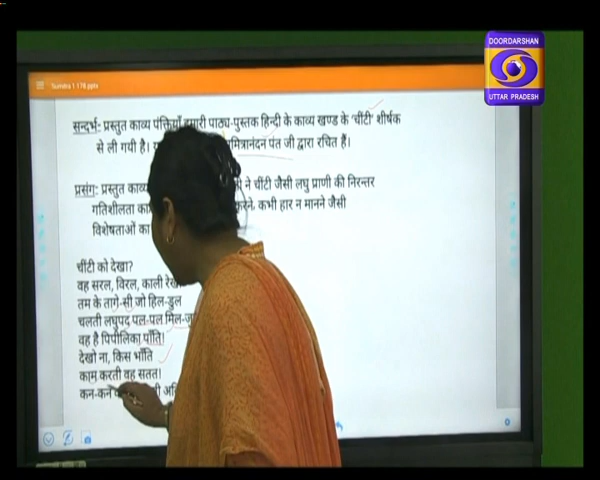 DOORDARSHAN
UTTAR PRADESH
Sumitra 1 176.pptx
सन्दर्भ:- प्रस्तुत काव्य पंक्तियाँ हमारी पाठ्य-पुस्तक हिन्दी के काव्य खण्ड के 'चींटी' शीर्षक
से ली गयी है। मित्रानंदन पंत जी द्वारा रचित हैं।
प्रसंग:- प्रस्तुत ने चींटी जैसी लघु प्राणी की निरन्तर
गतिशीलता करने, कभी हार न मानने जैसी
विशेषताओं का
चींटी को देखा?
वह सरल, विरल, काली रेखा
तम के तागे-सी जो हिल-डुल
चलती लघुपद पल-पल मिल-जु
वह है पिपीलिका पाँति!
देखो ना, किस भाँति
काम करती वह सतत!
कन-कन